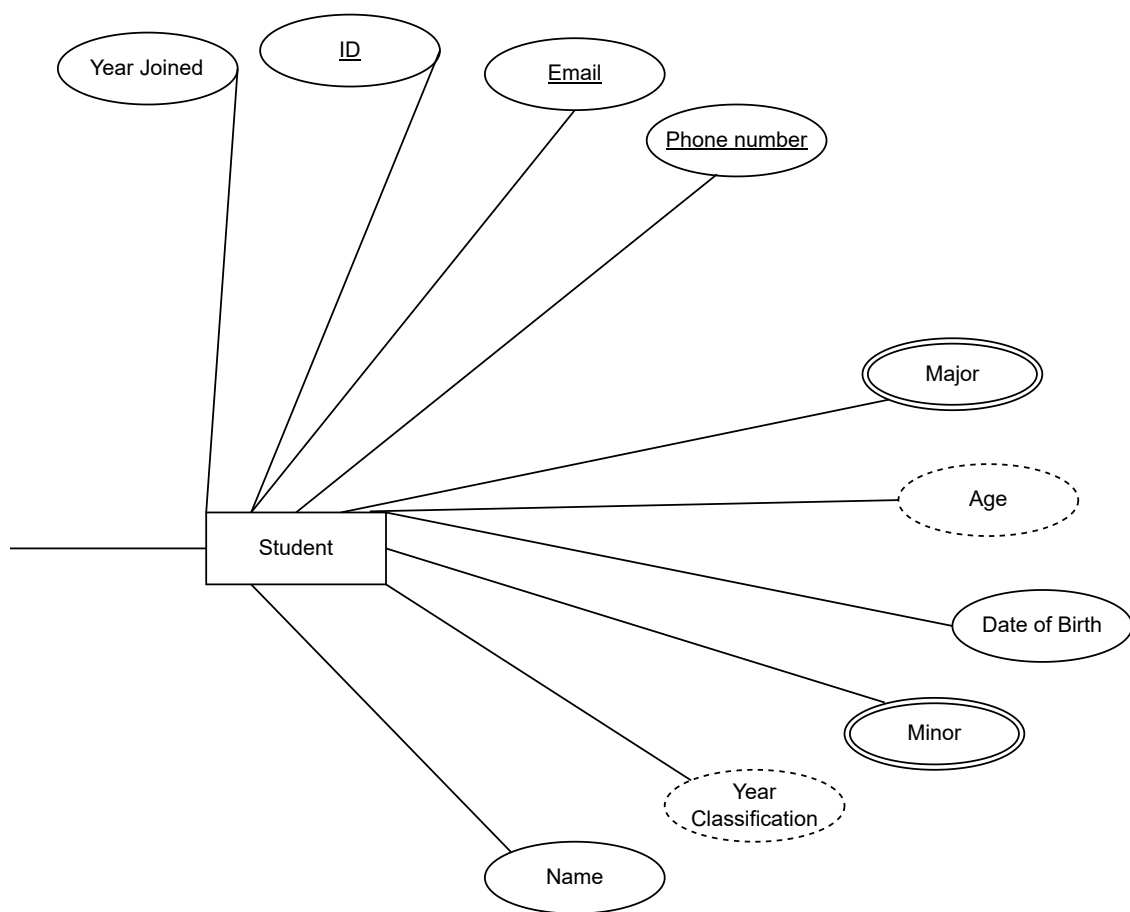 Year Joined
ID
Email
Phone number
Major
Age
Student
Date of Birth
Minor
Year
Classification
Name